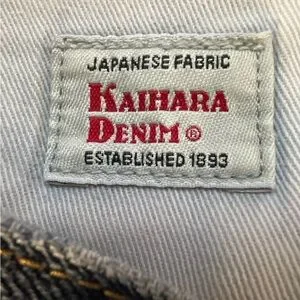 JAPANESE FABRIC
KAIHARA
DENIM ®
ESTABLISHED 1893